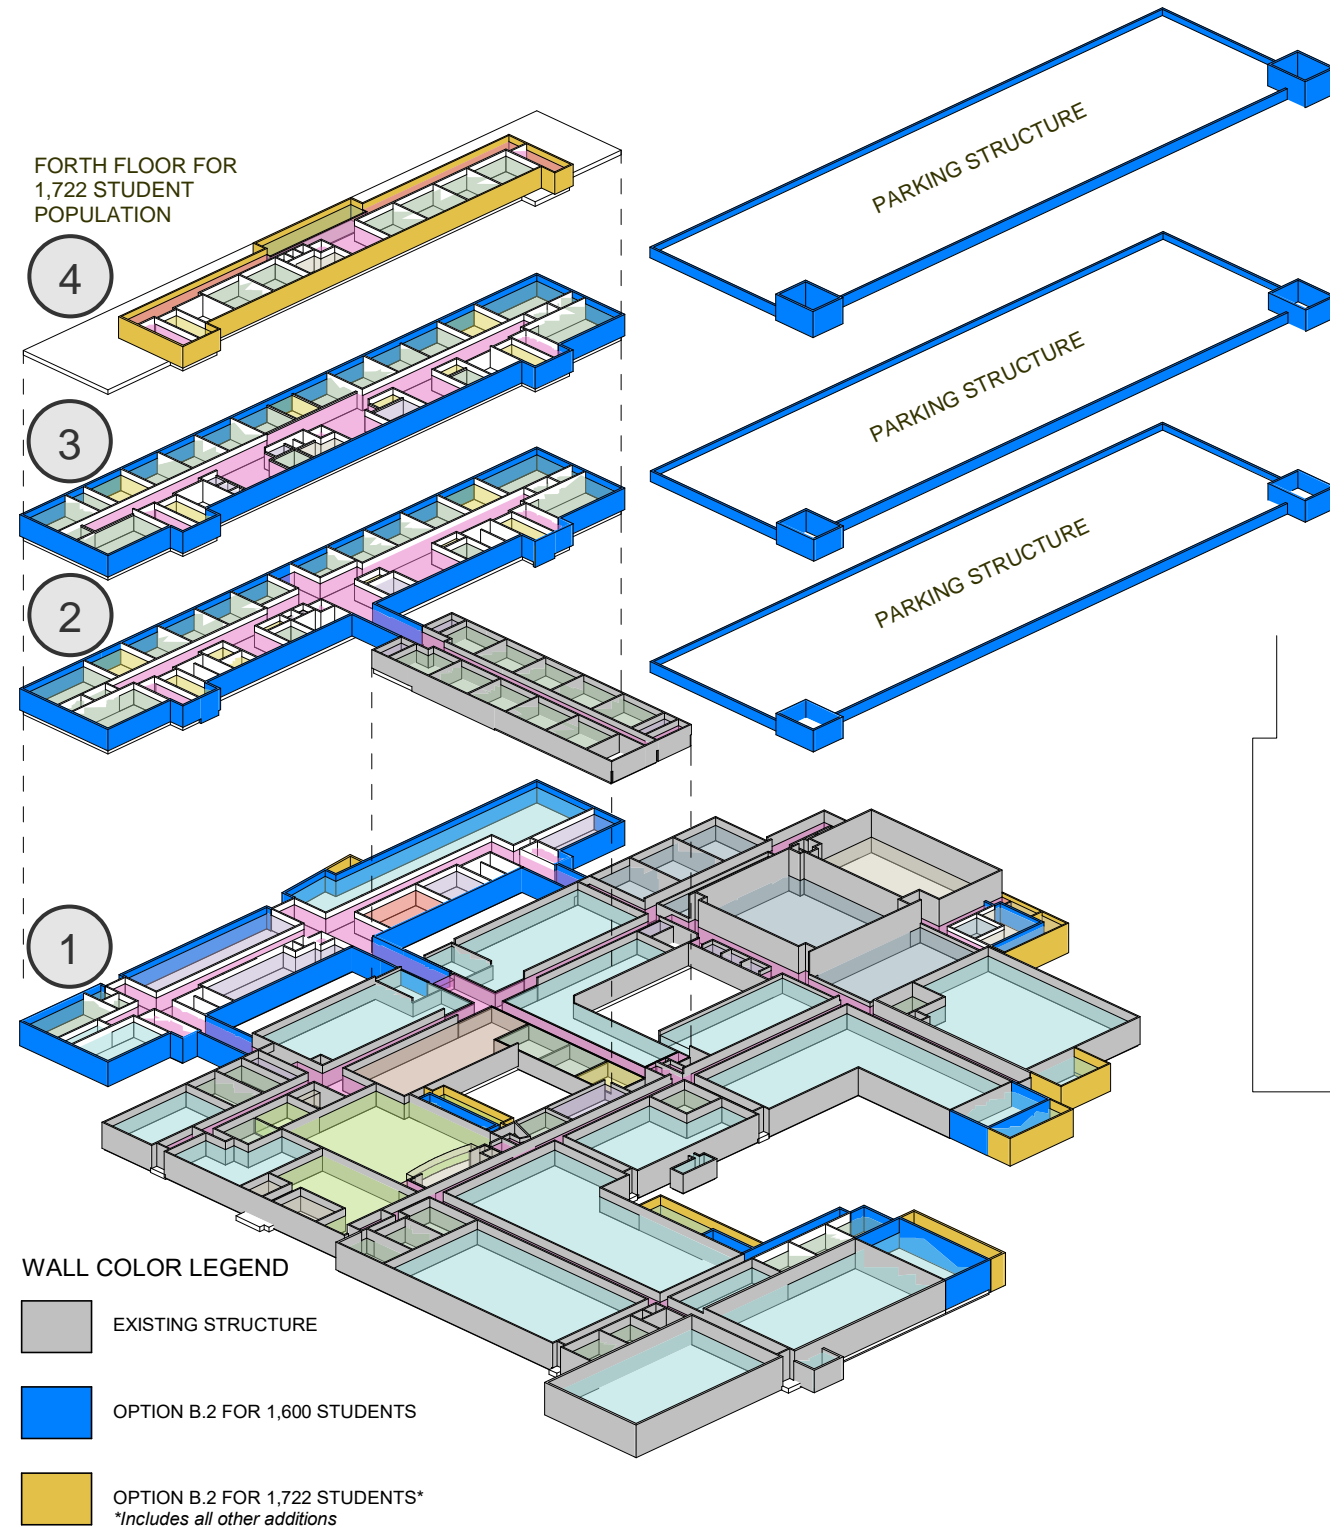 FORTH FLOOR FOR
1,722 STUDENT
POPULATION
4
3
2
1
PARKING STRUCTURE
PARKING STRUCTURE
PARKING STRUCTURE
WALL COLOR LEGEND
EXISTING STRUCTURE
OPTION B.2 FOR 1,600 STUDENTS
OPTION B.2 FOR 1,722 STUDENTS*
*Includes all other additions